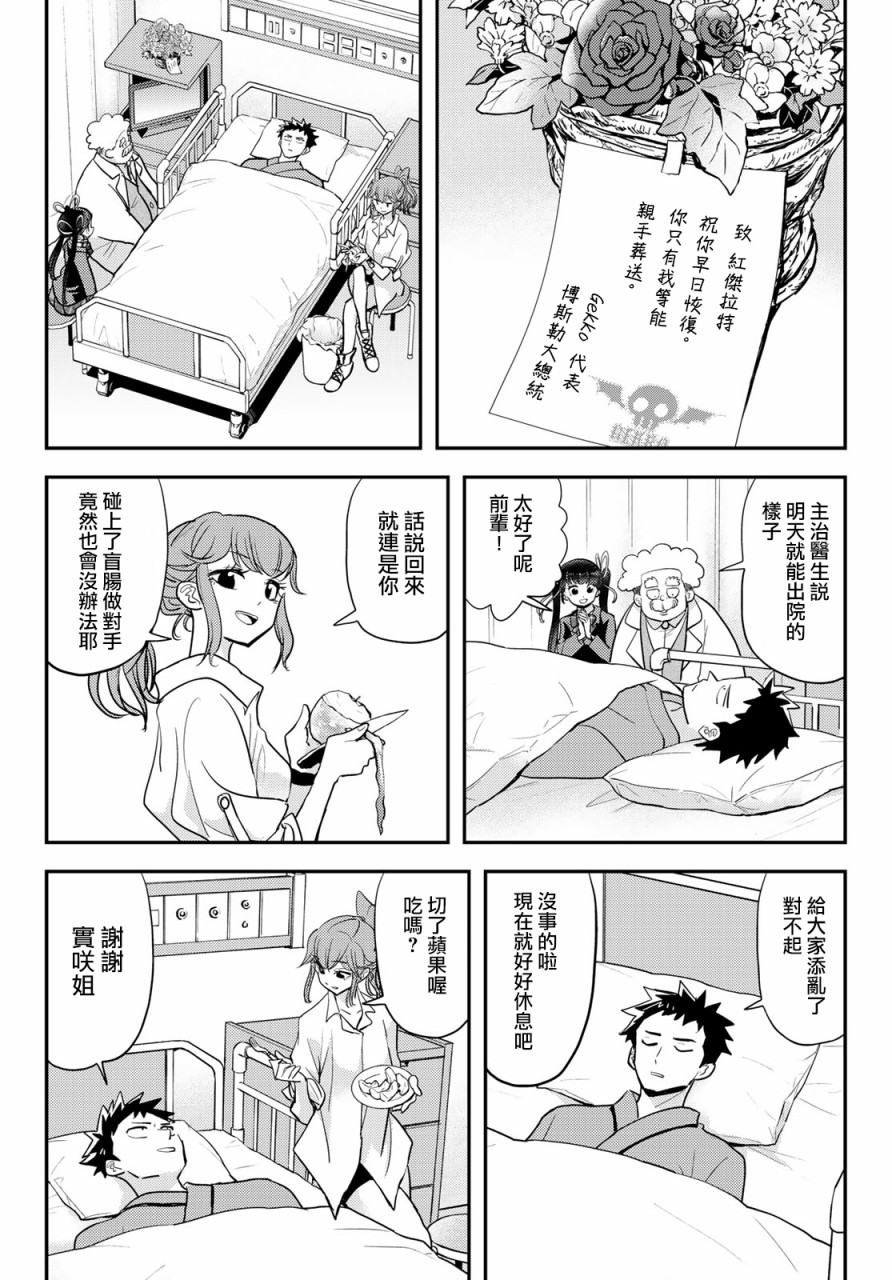 致 紅傑拉特
祝你早日恢復。
你只有我等能
親手葬送。
Gekko 代表
博斯勒大總統
GEKKO
主治醫生說
明天就能出院的
樣子
太好了呢
前輩！
話說回來
就連是你
碰上了盲腸做對手
竟然也會沒辦法耶
給大家添亂了
對不起
沒事的啦
現在就好好休息吧
切了蘋果喔
吃嗎？
謝謝
實咲姐